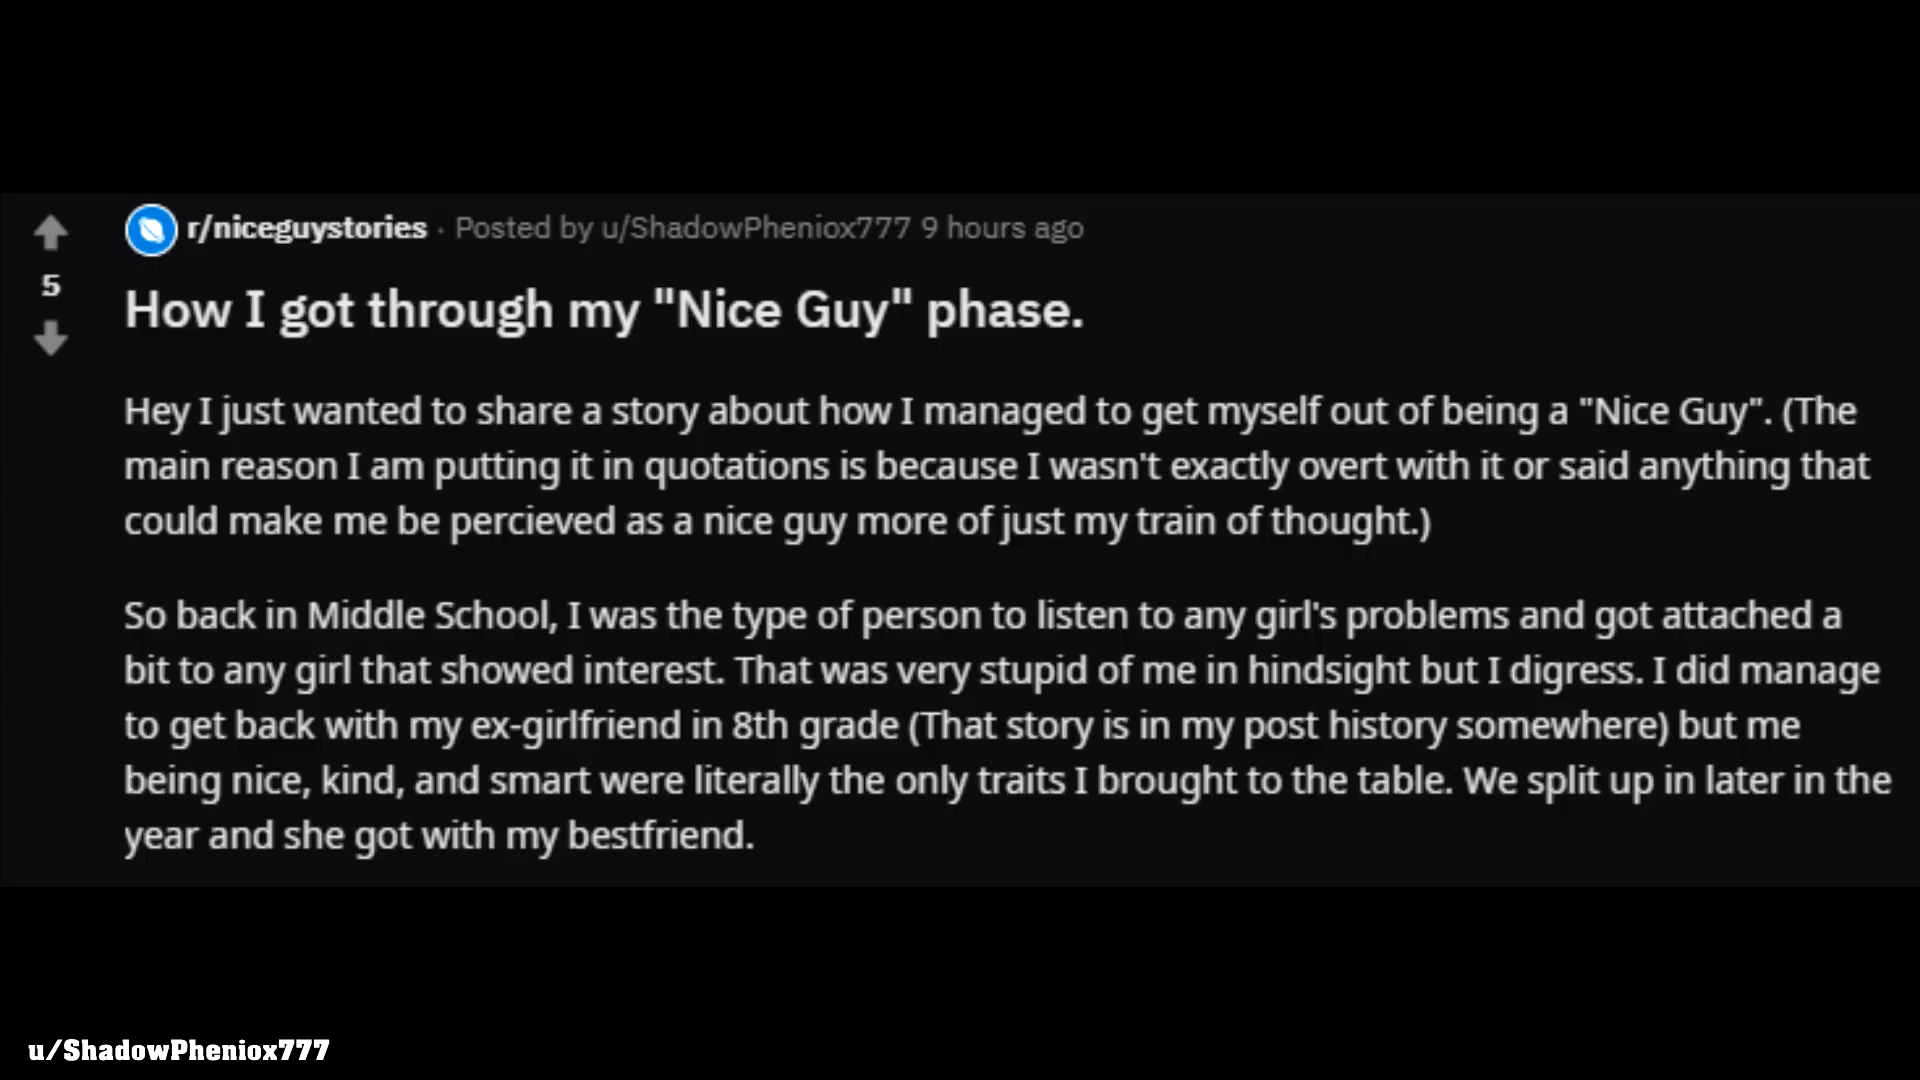 r/niceguystories · Posted by u/ShadowPheniox777 9 hours ago
5
How I got through my "Nice Guy" phase.
Hey I just wanted to share a story about how I managed to get myself out of being a "Nice Guy". (The
main reason I am putting it in quotations is because I wasn't exactly overt with it or said anything that
could make me be percieved as a nice guy more of just my train of thought.)
So back in Middle School, I was the type of person to listen to any girl's problems and got attached a
bit to any girl that showed interest. That was very stupid of me in hindsight but I digress. I did manage
to get back with my ex-girlfriend in 8th grade (That story is in my post history somewhere) but me
being nice, kind, and smart were literally the only traits I brought to the table. We split up in later in the
year and she got with my bestfriend.
u/ShadowPheniox777